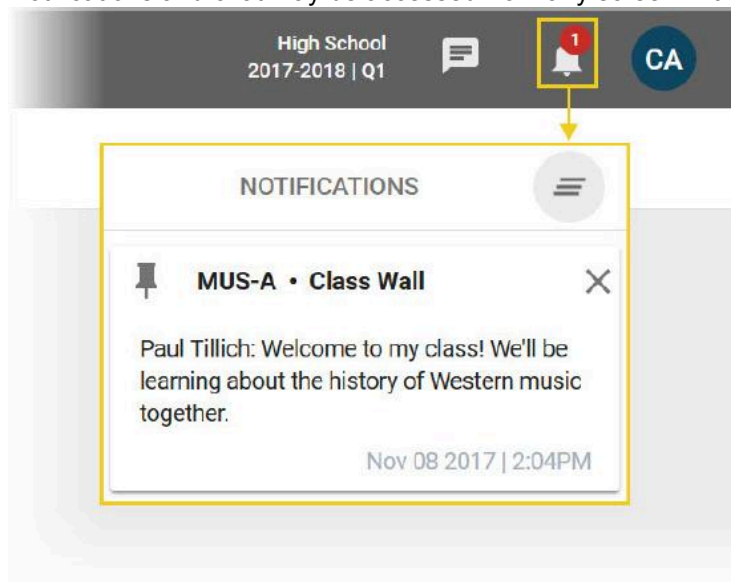 High School
2017-2018 | Q1
1
CA
NOTIFICATIONS
MUS-A • Class Wall
Paul Tillich: Welcome to my class! We'll be
learning about the history of Western music
together.
Nov 08 2017 | 2:04PM